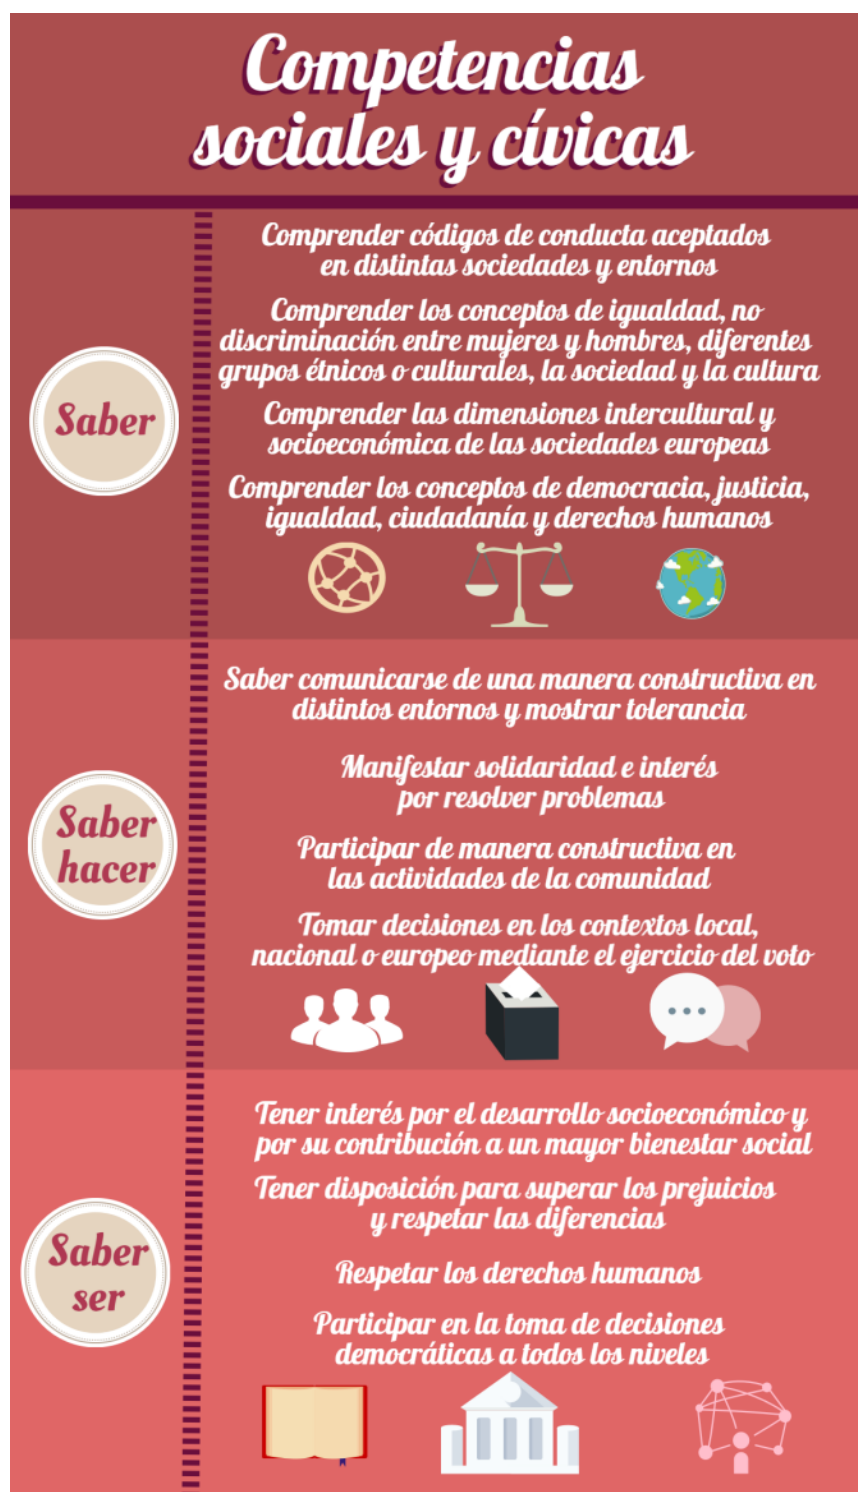 Competencias
sociales y cívicas
Comprender códigos de conducta aceptados
en distintas sociedades y entornos
Comprender los conceptos de igualdad, no
discriminación entre mujeres y hombres, diferentes
grupos étnicos o culturales, la sociedad y la cultura
Saber
Comprender las dimensiones intercultural y
socioeconómica de las sociedades europeas
Comprender los conceptos de democracia, justicia,
igualdad, ciudadanía y derechos humanos
Saber comunicarse de una manera constructiva en
distintos entornos y mostrar tolerancia
Manifestar solidaridad e interés
por resolver problemas
Saber
hacer
Participar de manera constructiva en
las actividades de la comunidad
Tomar decisiones en los contextos local,
nacional o europeo mediante el ejercicio del voto
Tener interés por el desarrollo socioeconómico y
por su contribución a un mayor bienestar social
Tener disposición para superar los prejuicios
y respetar las diferencias
Saber
ser
Respetar los derechos humanos
Participar en la toma de decisiones
democráticas a todos los niveles